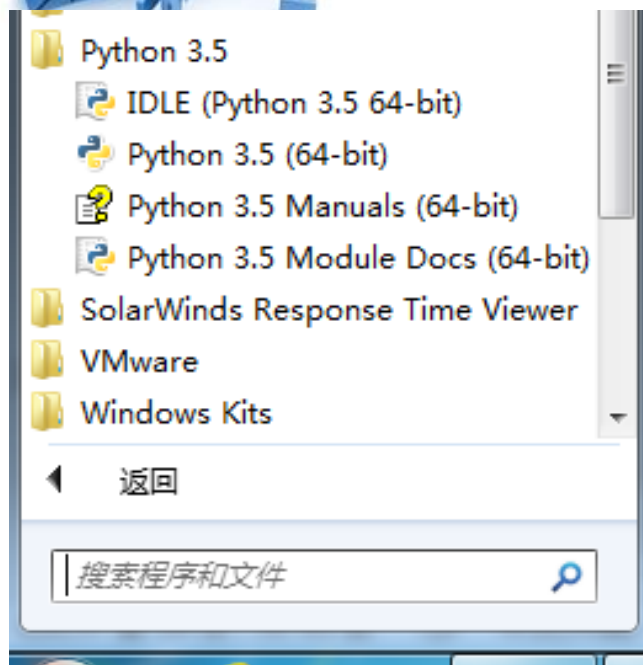 Python 3.5
IDLE (Python 3.5 64-bit)
Python 3.5 (64-bit)
Python 3.5 Manuals (64-bit)
Python 3.5 Module Docs (64-bit)
SolarWinds Response Time Viewer
VMware
Windows Kits
返回
搜索程序和文件